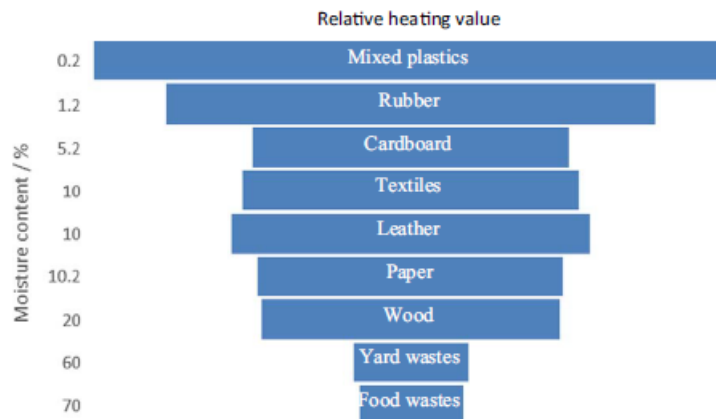 Relative heating value
Moisture content / %
0.2 Mixed plastics
1.2 Rubber
5.2 Cardboard
10 Textiles
10 Leather
10.2 Paper
20 Wood
60 Yard wastes
70 Food wastes